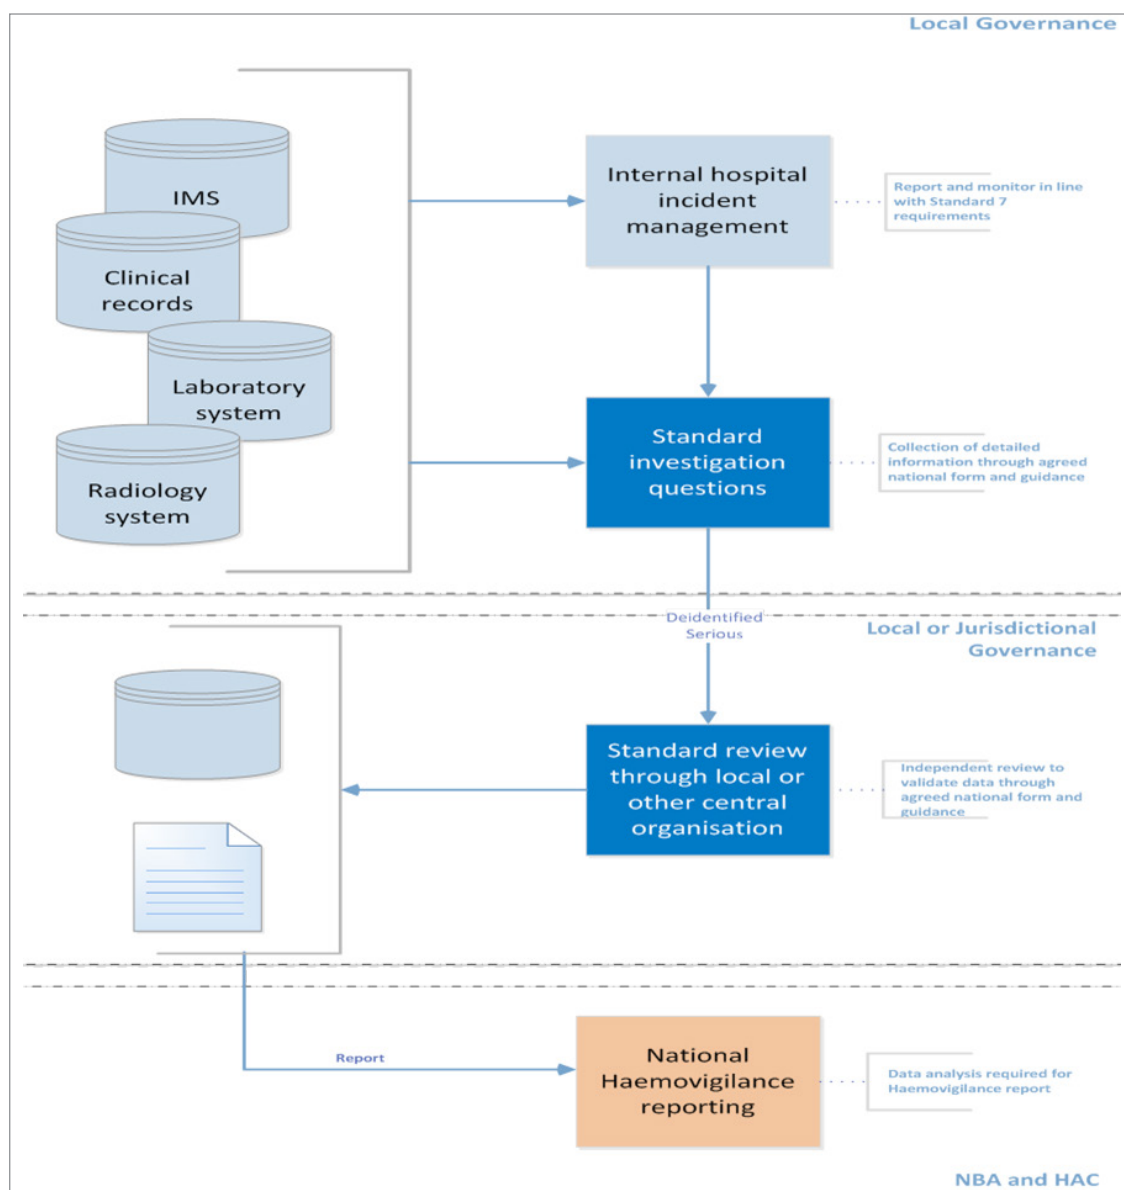 Local Governance
IMS
Clinical
records
Laboratory
system
Radiology
system
Internal hospital
incident
management
Report and monitor in line
with Standard 7
requirements
Standard
investigation
questions
Collection of detailed
information through agreed
national form and guidance
Deidentified
Serious
Local or Jurisdictional
Governance
Standard review
through local or
other central
organisation
Independent review to
validate data through
agreed national form and
guidance
Report
National
Haemovigilance
reporting
Data analysis required for
Haemovigilance report
NBA and HAC